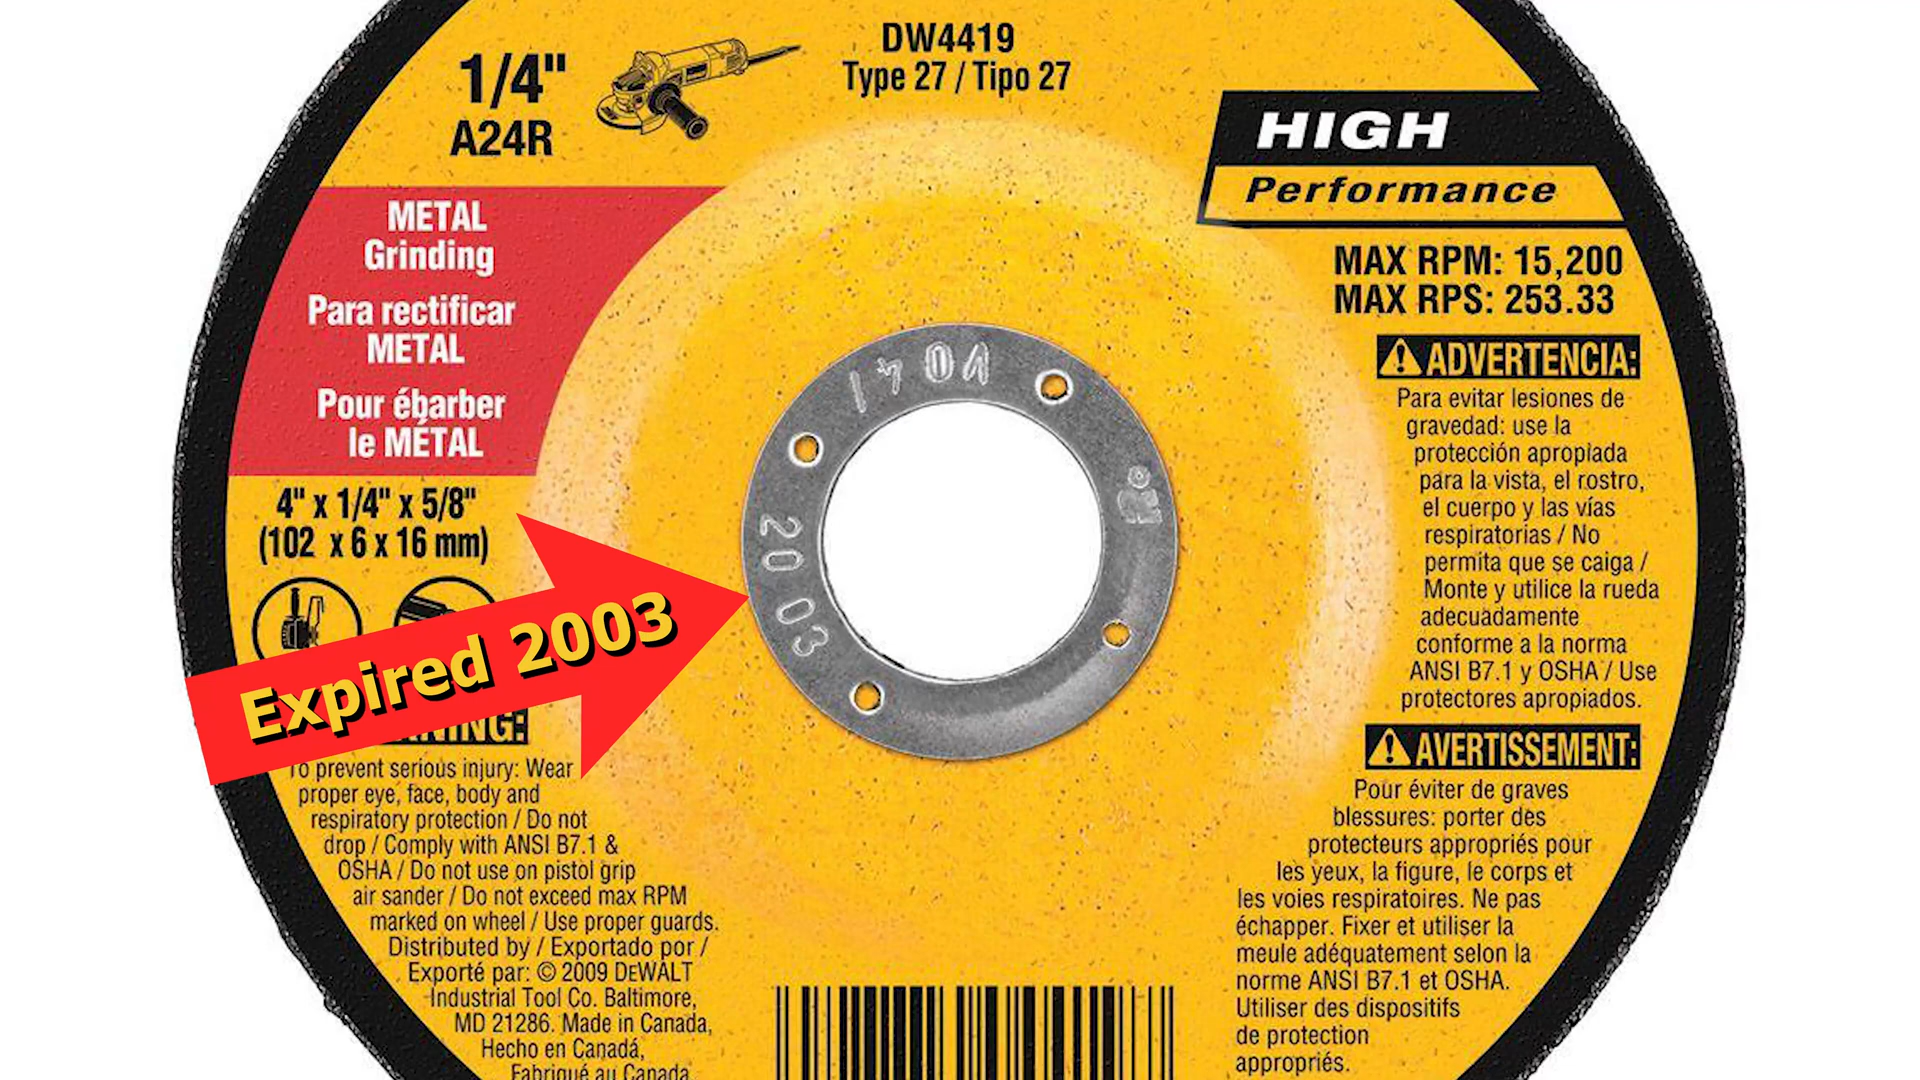 1/4"
A24R
DW4419
Type 27 / Tipo 27
HIGH
Performance
METAL
Grinding
Para rectificar
METAL
Pour ébarber
le MÉTAL
4" x 1/4" x 5/8"
(102 x 6 x 16 mm)
MAX RPM: 15,200
MAX RPS: 253.33
V041
2003
Expired 2003
To prevent serious injury: Wear
proper eye, face, body and
respiratory protection / Do not
drop / Comply with ANSI B7.1 &
OSHA / Do not use on pistol grip
air sander / Do not exceed max RPM
marked on wheel / Use proper guards.
Distributed by / Exportado por /
Exporté par: © 2009 DEWALT
Industrial Tool Co. Baltimore,
MD 21286. Made in Canada,
Hecho en Canadá,
Fabriqué au Canada
ADVERTENCIA:
Para evitar lesiones de
gravedad: use la
protección apropiada
para la vista, el rostro,
el cuerpo y las vías
respiratorias / No
permita que se caiga /
Monte y utilice la rueda
adecuadamente
conforme a la norma
ANSI B7.1 y OSHA / Use
protectores apropiados.
AVERTISSEMENT:
Pour éviter de graves
blessures: porter des
protecteurs appropriés pour
les yeux, la figure, le corps et
les voies respiratoires. Ne pas
échapper. Fixer et utiliser la
meule adéquatement selon la
norme ANSI B7.1 et OSHA.
Utiliser des dispositifs
de protection
appropriés.